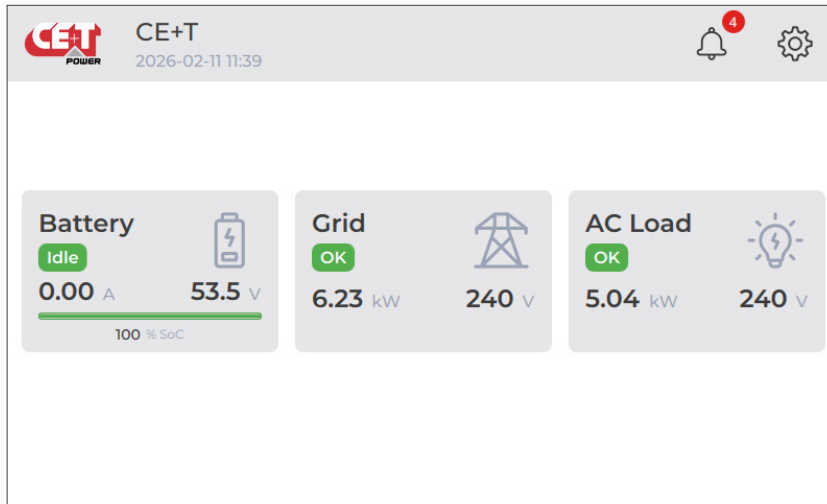 CE+T
POWER
CE+T
2026-02-11 11:39
4
Battery
Idle
0.00 A 53.5 V
100 % SoC
Grid
OK
6.23 kW 240 V
AC Load
OK
5.04 kW 240 V